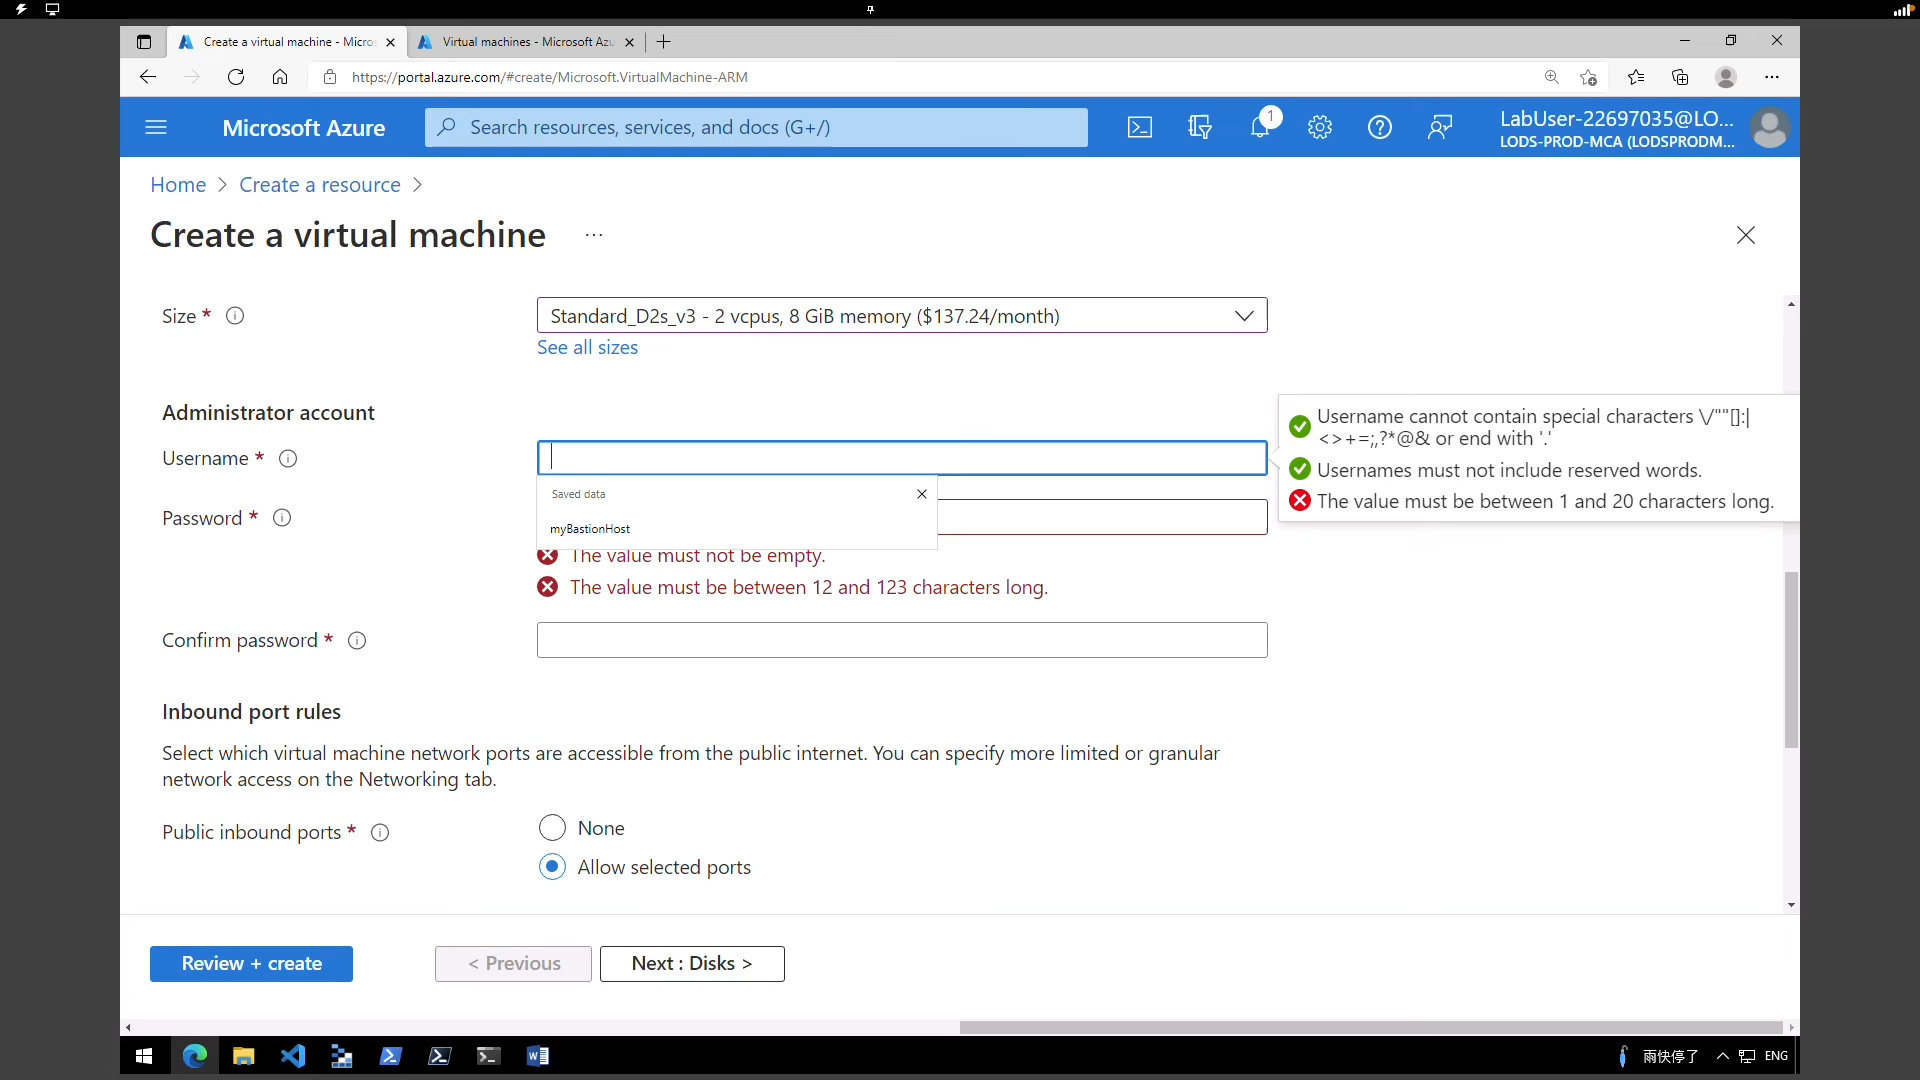 Create a virtual machine - Micros
Virtual machines - Microsoft Azu
https://portal.azure.com/#create/Microsoft.VirtualMachine-ARM
Microsoft Azure
Search resources, services, and docs (G+/)
1
LabUser-22697035@LO...
LODS-PROD-MCA (LODSPRODM...
Home > Create a resource >
Create a virtual machine ...
Size *
Standard_D2s_v3 - 2 vcpus, 8 GiB memory ($137.24/month)
See all sizes
Administrator account
Username cannot contain special characters \/""[]:|
<>+=;,?*@& or end with '.'
Username *
Usernames must not include reserved words.
Saved data
The value must be between 1 and 20 characters long.
Password *
myBastionHost
The value must not be empty.
The value must be between 12 and 123 characters long.
Confirm password *
Inbound port rules
Select which virtual machine network ports are accessible from the public internet. You can specify more limited or granular
network access on the Networking tab.
Public inbound ports *
None
Allow selected ports
Review + create
< Previous
Next : Disks >
雨快停了
ENG